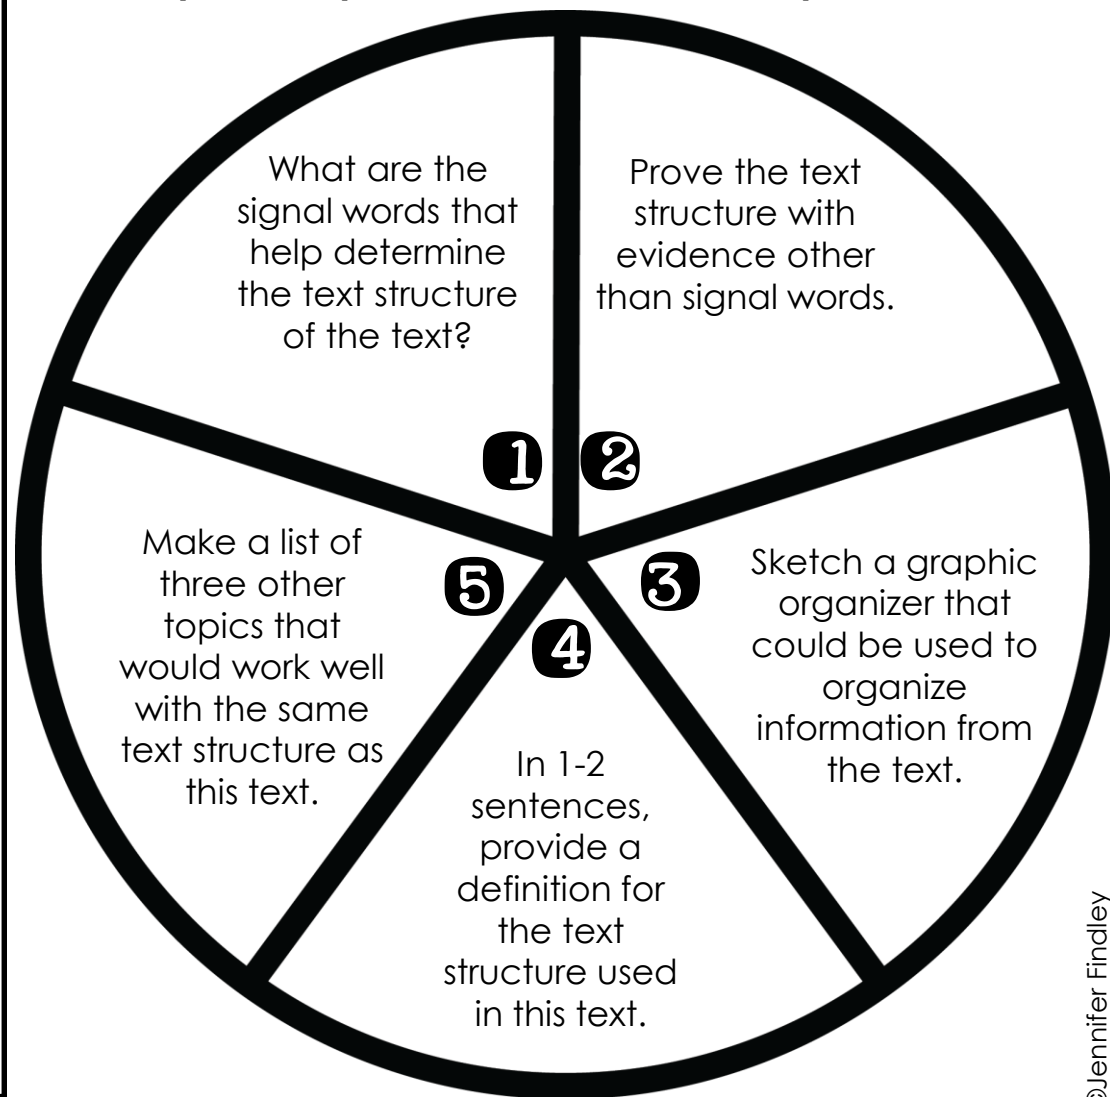 What are the
signal words that
help determine
the text structure
of the text?
1
Prove the text
structure with
evidence other
than signal words.
2
Sketch a graphic
organizer that
could be used to
organize
information from
the text.
3
In 1-2
sentences,
provide a
definition for
the text
structure used
in this text.
4
Make a list of
three other
topics that
would work well
with the same
text structure as
this text.
5
©Jennifer Findley